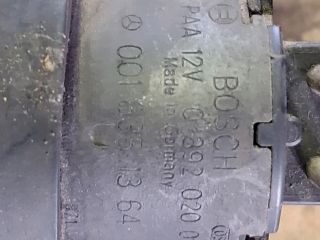 BOSCH
PAA 12V 0 392 020 0
Made in Germany
001 835 13 64